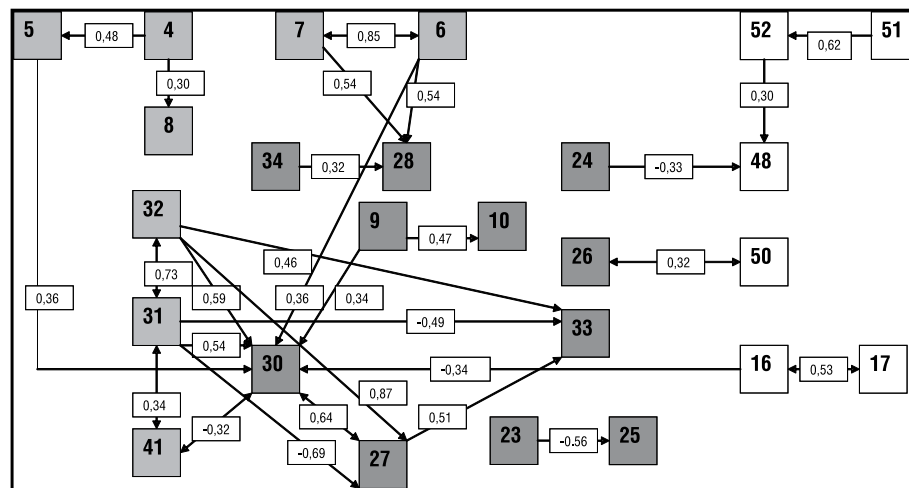 5 0,48 4 7 0,85 6 52 0,62 51
0,30 0,54 0,54 0,30
8 34 0,32 28 24 -0,33 48
32 9 0,47 10 26 0,32 50
0,46
0,73 0,36 0,59 0,36 0,34
31 -0,49 33
0,54 30 -0,34 16 0,53 17
0,34 0,87
-0,32 0,64 0,51
41 -0,69 27 23 -0.56 25